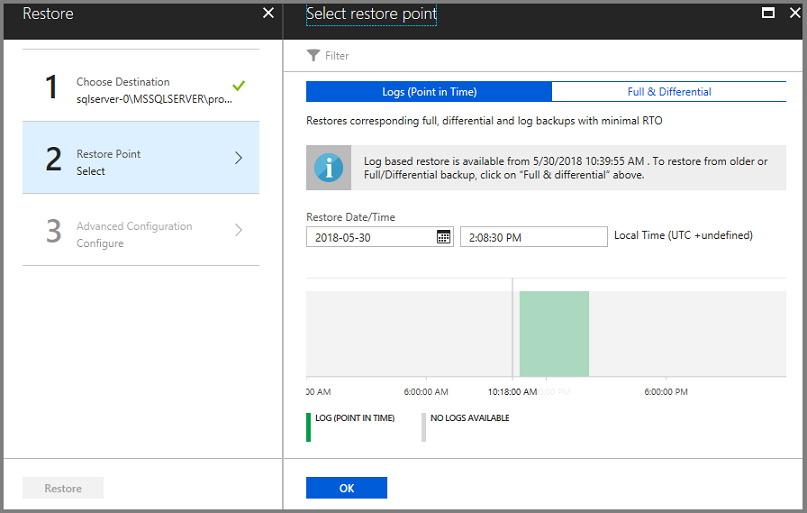 Restore
1
Choose Destination
sqlserver-0\MSSQLSERVER\pro...
2
Restore Point
Select
3
Advanced Configuration
Configure
Restore
Select restore point
Filter
Logs (Point in Time)
Full & Differential
Restores corresponding full, differential and log backups with minimal RTO
Log based restore is available from 5/30/2018 10:39:55 AM . To restore from older or
Full/Differential backup, click on "Full & differential" above.
Restore Date/Time
2018-05-30
2:08:30 PM
Local Time (UTC +undefined)
00 AM
6:00:00 AM
10:18:00 AM
6:00:00 PM
LOG (POINT IN TIME)
NO LOGS AVAILABLE
OK